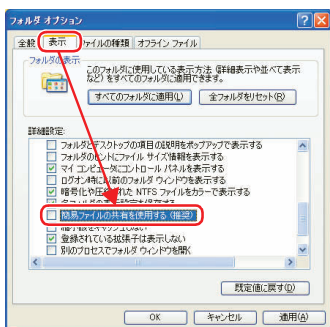 フォルダ オプション
全般 表示 ファイルの種類 オフライン ファイル
フォルダの表示
このフォルダに使用している表示方法 (詳細表示や並べて表示
など) をすべてのフォルダに適用できます。
すべてのフォルダに適用(L) 全フォルダをリセット(R)
詳細設定:
フォルダとデスクトップの項目の説明をポップアップで表示する
フォルダのヒントにファイル サイズ情報を表示する
マイ コンピュータにコントロール パネルを表示する
ログオン時に以前のフォルダ ウィンドウを表示する
暗号化や圧縮された NTFS ファイルをカラーで表示する
簡易ファイルの共有を使用する (推奨)
登録されている拡張子は表示しない
別のプロセスでフォルダ ウィンドウを開く
既定値に戻す(D)
OK キャンセル 適用(A)